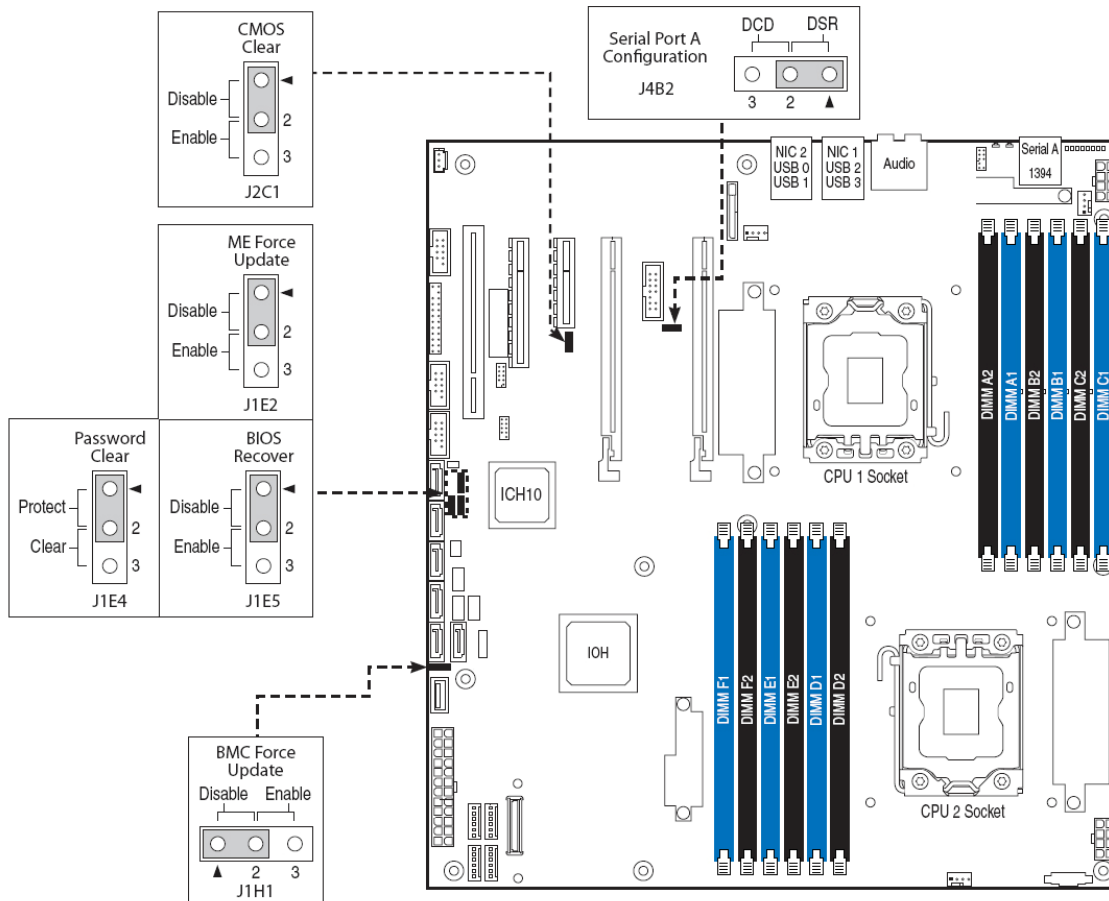 CMOS
Clear
Disable
Enable
2
3
J2C1
Serial Port A
Configuration
J4B2
DCD DSR
3 2
ME Force
Update
Disable
Enable
2
3
J1E2
Password
Clear
Protect
Clear
2
3
J1E4
BIOS
Recover
Disable
Enable
2
3
J1E5
BMC Force
Update
Disable Enable
2 3
J1H1
NIC 2
USB 0
USB 1
NIC 1
USB 2
USB 3
Audio
Serial A
1394
DIMM A2
DIMM A1
DIMM B2
DIMM B1
DIMM C2
DIMM C1
CPU 1 Socket
ICH10
IOH
DIMM F1
DIMM F2
DIMM E1
DIMM E2
DIMM D1
DIMM D2
CPU 2 Socket